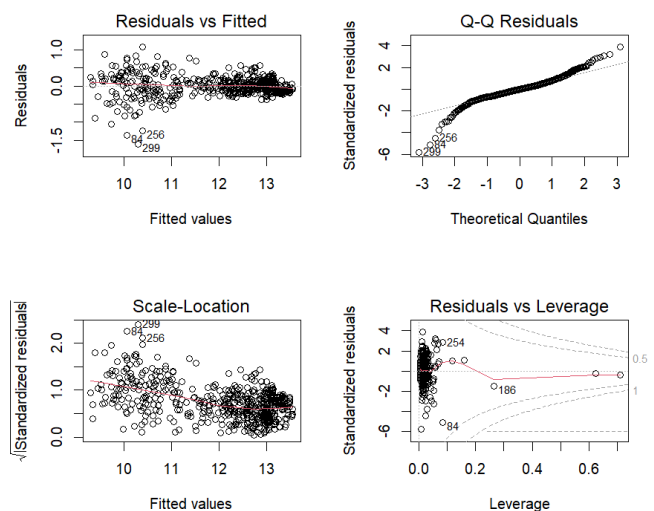 Residuals vs Fitted
Residuals
1.0
0.0
-1.5
256
84
299
10 11 12 13
Fitted values
Q-Q Residuals
Standardized residuals
4
2
-2
-6
256
84
299
-3 -2 -1 0 1 2 3
Theoretical Quantiles
Scale-Location
√|Standardized residuals|
2.0
1.0
0.0
299
84
256
10 11 12 13
Fitted values
Residuals vs Leverage
Standardized residuals
4
2
-2
-6
254
186
84
0.5
1
0.0 0.2 0.4 0.6
Leverage